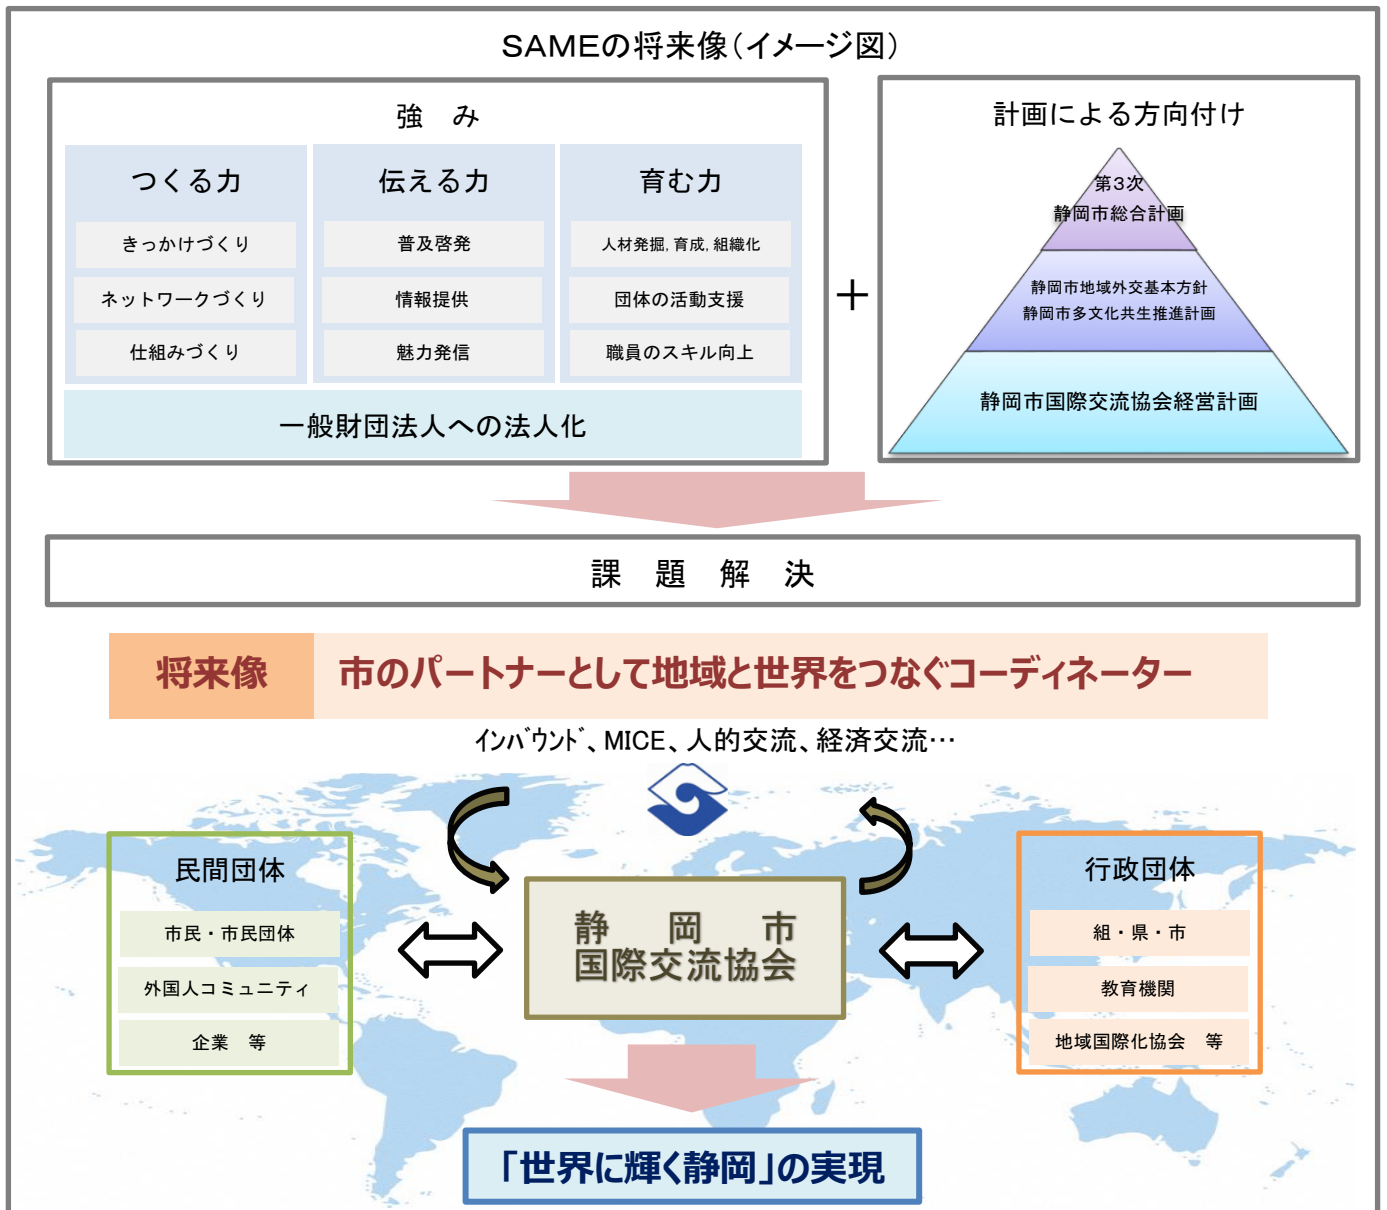 SAMEの将来像（イメージ図）
強　み
つくる力
きっかけづくり
ネットワークづくり
仕組みづくり
伝える力
普及啓発
情報提供
魅力発信
育む力
人材発掘, 育成, 組織化
団体の活動支援
職員のスキル向上
一般財団法人への法人化
＋
計画による方向付け
第3次
静岡市総合計画
静岡市地域外交基本方針
静岡市多文化共生推進計画
静岡市国際交流協会経営計画
課　題　解　決
将来像　市のパートナーとして地域と世界をつなぐコーディネーター
ｲﾝﾊﾞｳﾝﾄﾞ、MICE、人的交流、経済交流…
民間団体
市民・市民団体
外国人コミュニティ
企業　等
静　岡　市
国際交流協会
行政団体
組・県・市
教育機関
地域国際化協会　等
「世界に輝く静岡」の実現